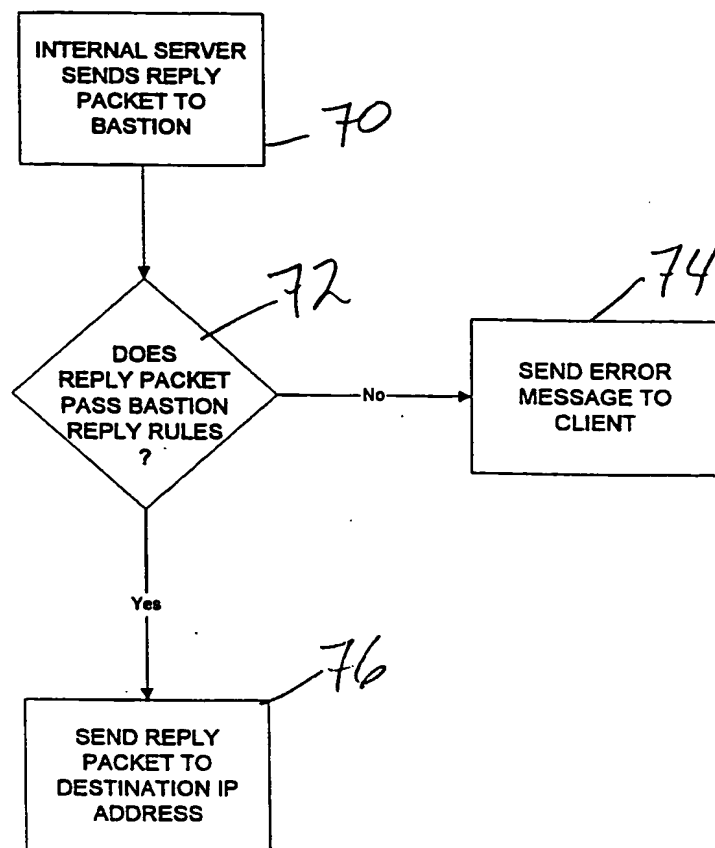 INTERNAL SERVER
SENDS REPLY
PACKET TO
BASTION
70
72
74
DOES
REPLY PACKET
PASS BASTION
REPLY RULES
?
No
SEND ERROR
MESSAGE TO
CLIENT
Yes
76
SEND REPLY
PACKET TO
DESTINATION IP
ADDRESS